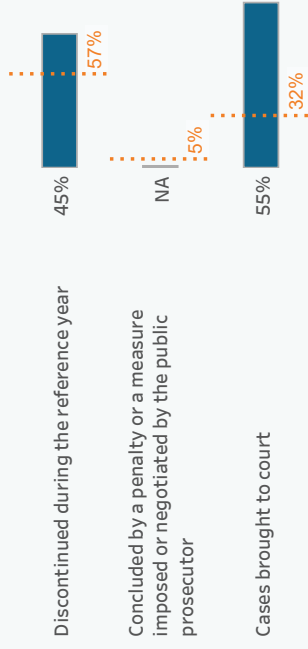 Discontinued during the reference year
45%
57%
Concluded by a penalty or a measure
imposed or negotiated by the public
prosecutor
NA
5%
Cases brought to court
55%
32%